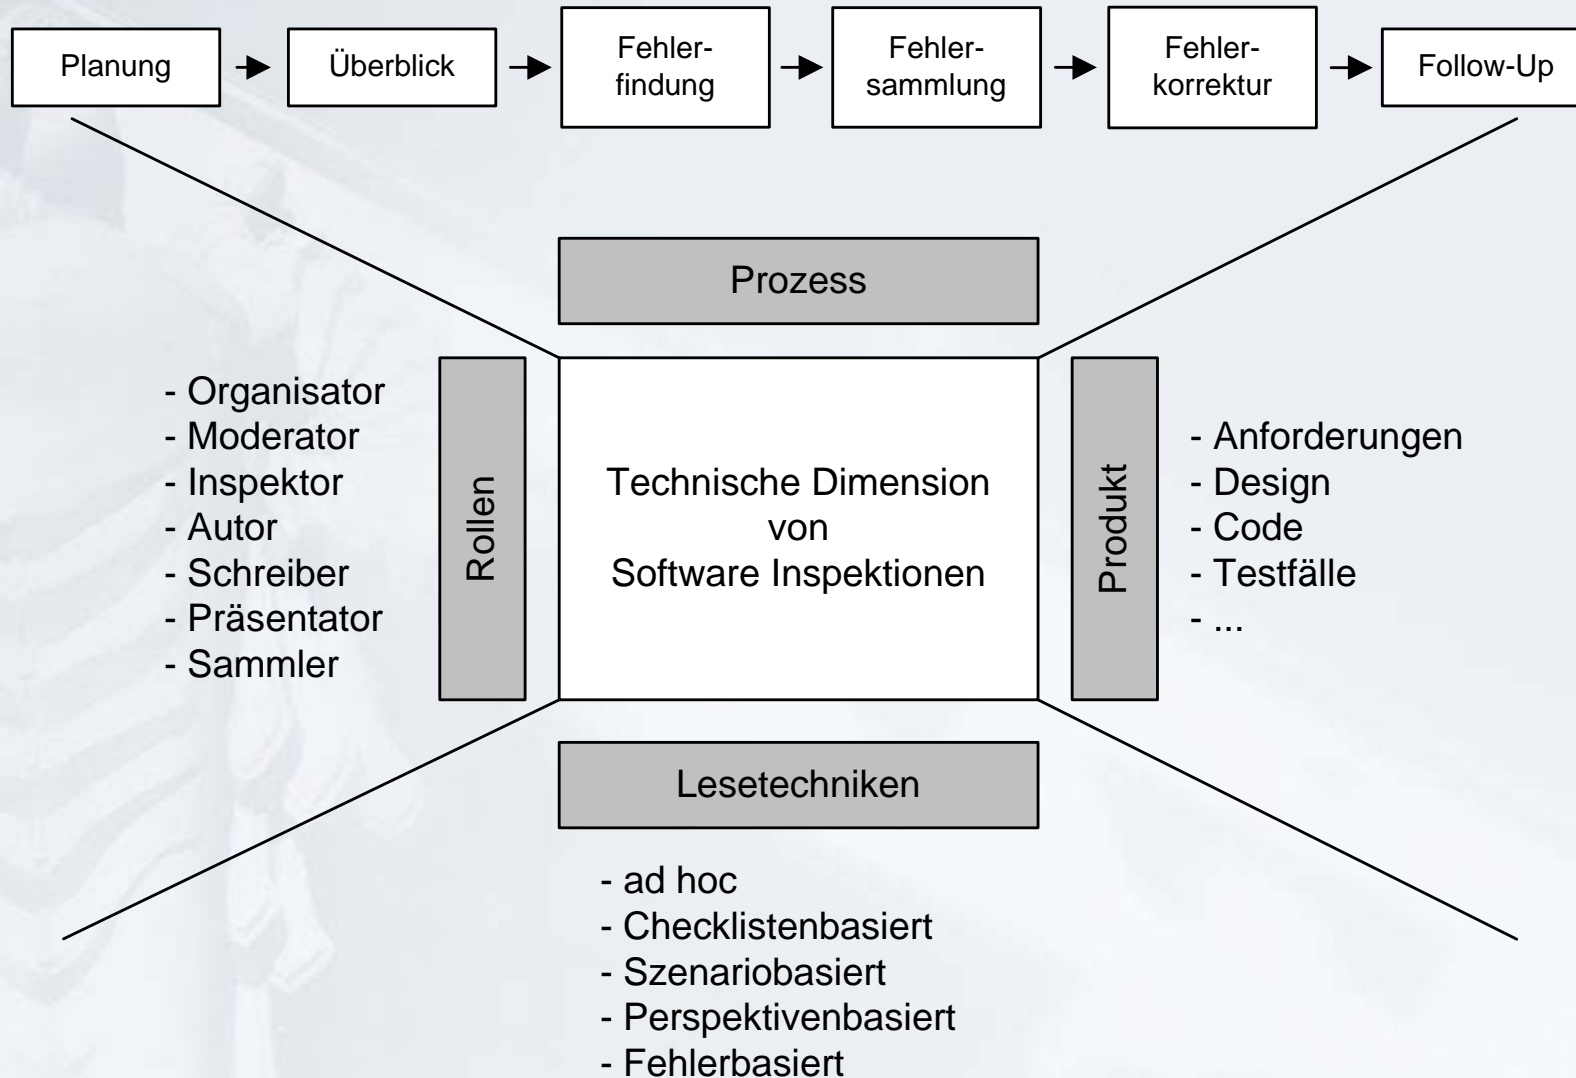 Planung
Überblick
Fehler-
findung
Fehler-
sammlung
Fehler-
korrektur
Follow-Up
Prozess
- Organisator
- Moderator
- Inspektor
- Autor
- Schreiber
- Präsentator
- Sammler
Rollen
Technische Dimension
von
Software Inspektionen
Produkt
- Anforderungen
- Design
- Code
- Testfälle
- ...
Lesetechniken
- ad hoc
- Checklistenbasiert
- Szenariobasiert
- Perspektivenbasiert
- Fehlerbasiert